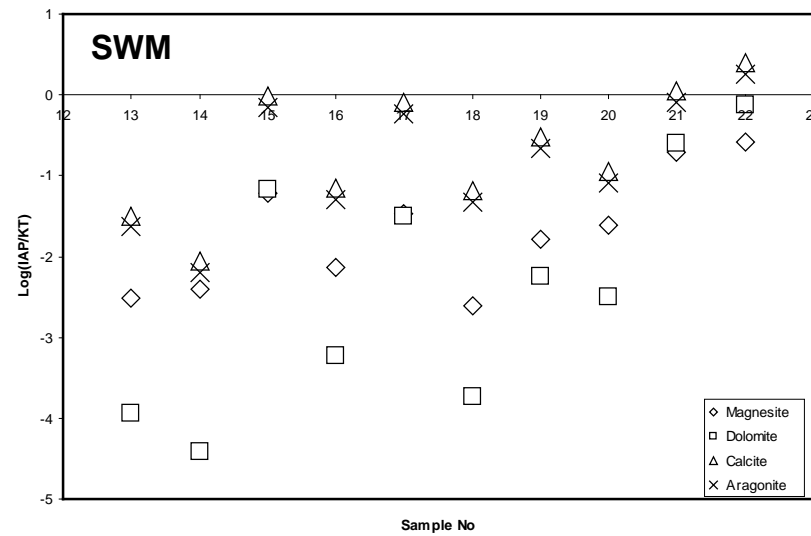 SWM
1
0
12 13 14 15 16 17 18 19 20 21 22 2
-1
-2
-3
-4
-5
Log(IAP/KT)
Sample No
Magnesite
Dolomite
Calcite
Aragonite